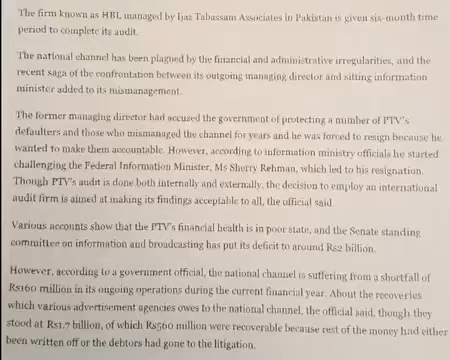 The firm known as HBL managed by Ijaz Tabassam Associates in Pakistan is given six-month time
period to complete its audit.
The national channel has been plagued by the financial and administrative irregularities, and the
recent saga of the confrontation between its outgoing managing director and sitting information
minister added to its mismanagement.
The former managing director had accused the government of protecting a number of PTV's
defaulters and those who mismanaged the channel for years and he was forced to resign because he
wanted to make them accountable. However, according to information ministry officials he started
challenging the Federal Information Minister, Ms Sherry Rehman, which led to his resignation.
Though PTV's audit is done both internally and externally, the decision to employ an international
audit firm is aimed at making its findings acceptable to all, the official said.
Various accounts show that the PTV's financial health is in poor state, and the Senate standing
committee on information and broadcasting has put its deficit to around Rs2 billion.
However, according to a government official, the national channel is suffering from a shortfall of
Rs160 million in its ongoing operations during the current financial year. About the recoveries
which various advertisement agencies owes to the national channel, the official said, though they
stood at Rs1.7 billion, of which Rs560 million were recoverable because rest of the money had either
been written off or the debtors had gone to the litigation.